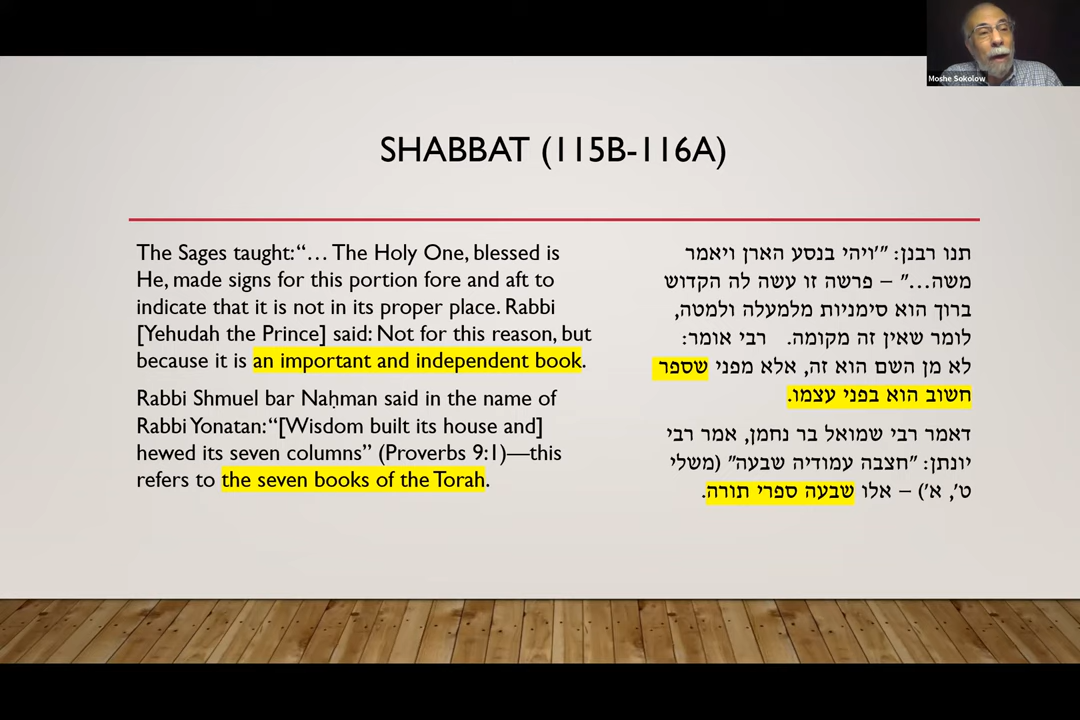 Moshe Sokolow
SHABBAT (115B-116A)
The Sages taught: “… The Holy One, blessed is
He, made signs for this portion fore and aft to
indicate that it is not in its proper place. Rabbi
[Yehudah the Prince] said: Not for this reason, but
because it is an important and independent book.
Rabbi Shmuel bar Naḥman said in the name of
Rabbi Yonatan: “[Wisdom built its house and]
hewed its seven columns” (Proverbs 9:1)—this
refers to the seven books of the Torah.
תנו רבנן: "'ויהי בנסע הארן ויאמר
משה…" – פרשה זו עשה לה הקדוש
ברוך הוא סימניות מלמעלה ולמטה,
לומר שאין זה מקומה. רבי אומר:
לא מן השם הוא זה, אלא מפני שספר
חשוב הוא בפני עצמו.
דאמר רבי שמואל בר נחמן, אמר רבי
יונתן: "חצבה עמודיה שבעה" (משלי
ט', א') – אלו שבעה ספרי תורה.